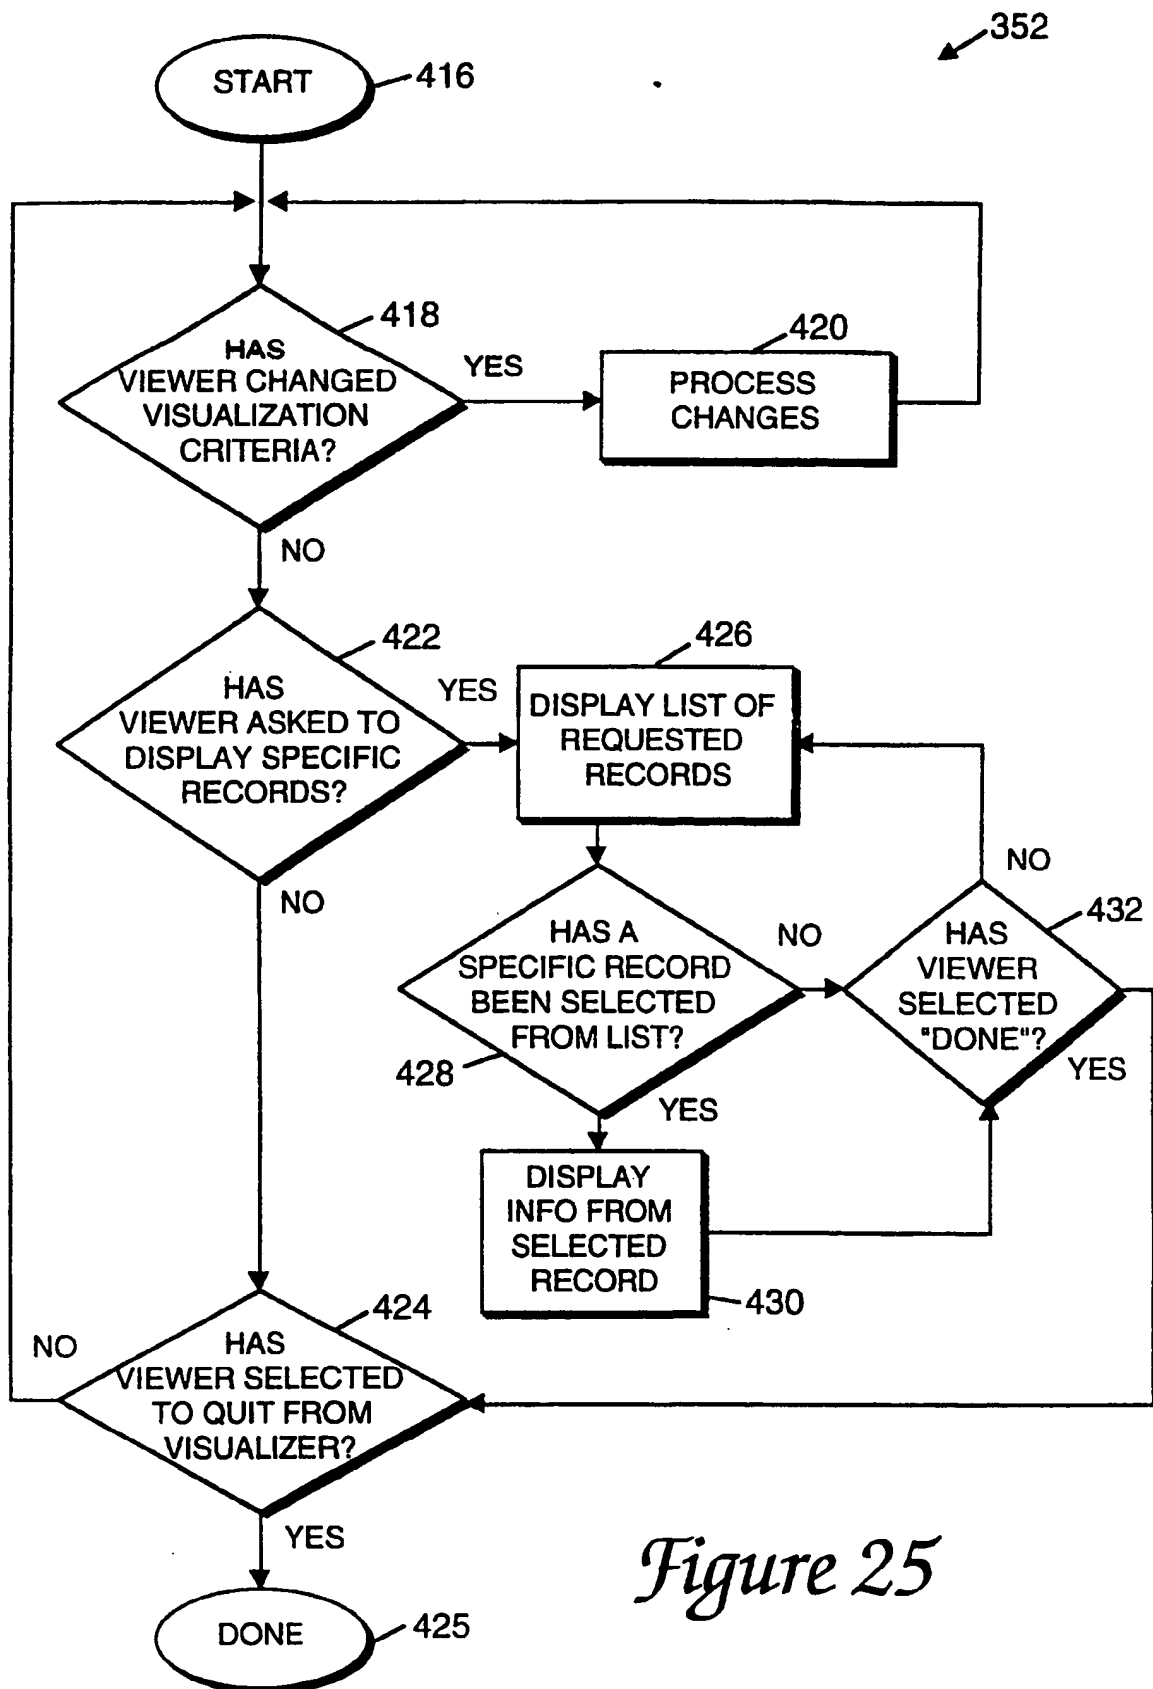 352
START
416
418
HAS
VIEWER CHANGED
VISUALIZATION
CRITERIA?
YES
420
PROCESS
CHANGES
NO
422
HAS
VIEWER ASKED TO
DISPLAY SPECIFIC
RECORDS?
YES
426
DISPLAY LIST OF
REQUESTED
RECORDS
NO
NO
432
HAS
VIEWER
SELECTED
"DONE"?
YES
HAS A
SPECIFIC RECORD
BEEN SELECTED
FROM LIST?
NO
428
YES
DISPLAY
INFO FROM
SELECTED
RECORD
430
424
HAS
VIEWER SELECTED
TO QUIT FROM
VISUALIZER?
NO
YES
DONE
425
Figure 25